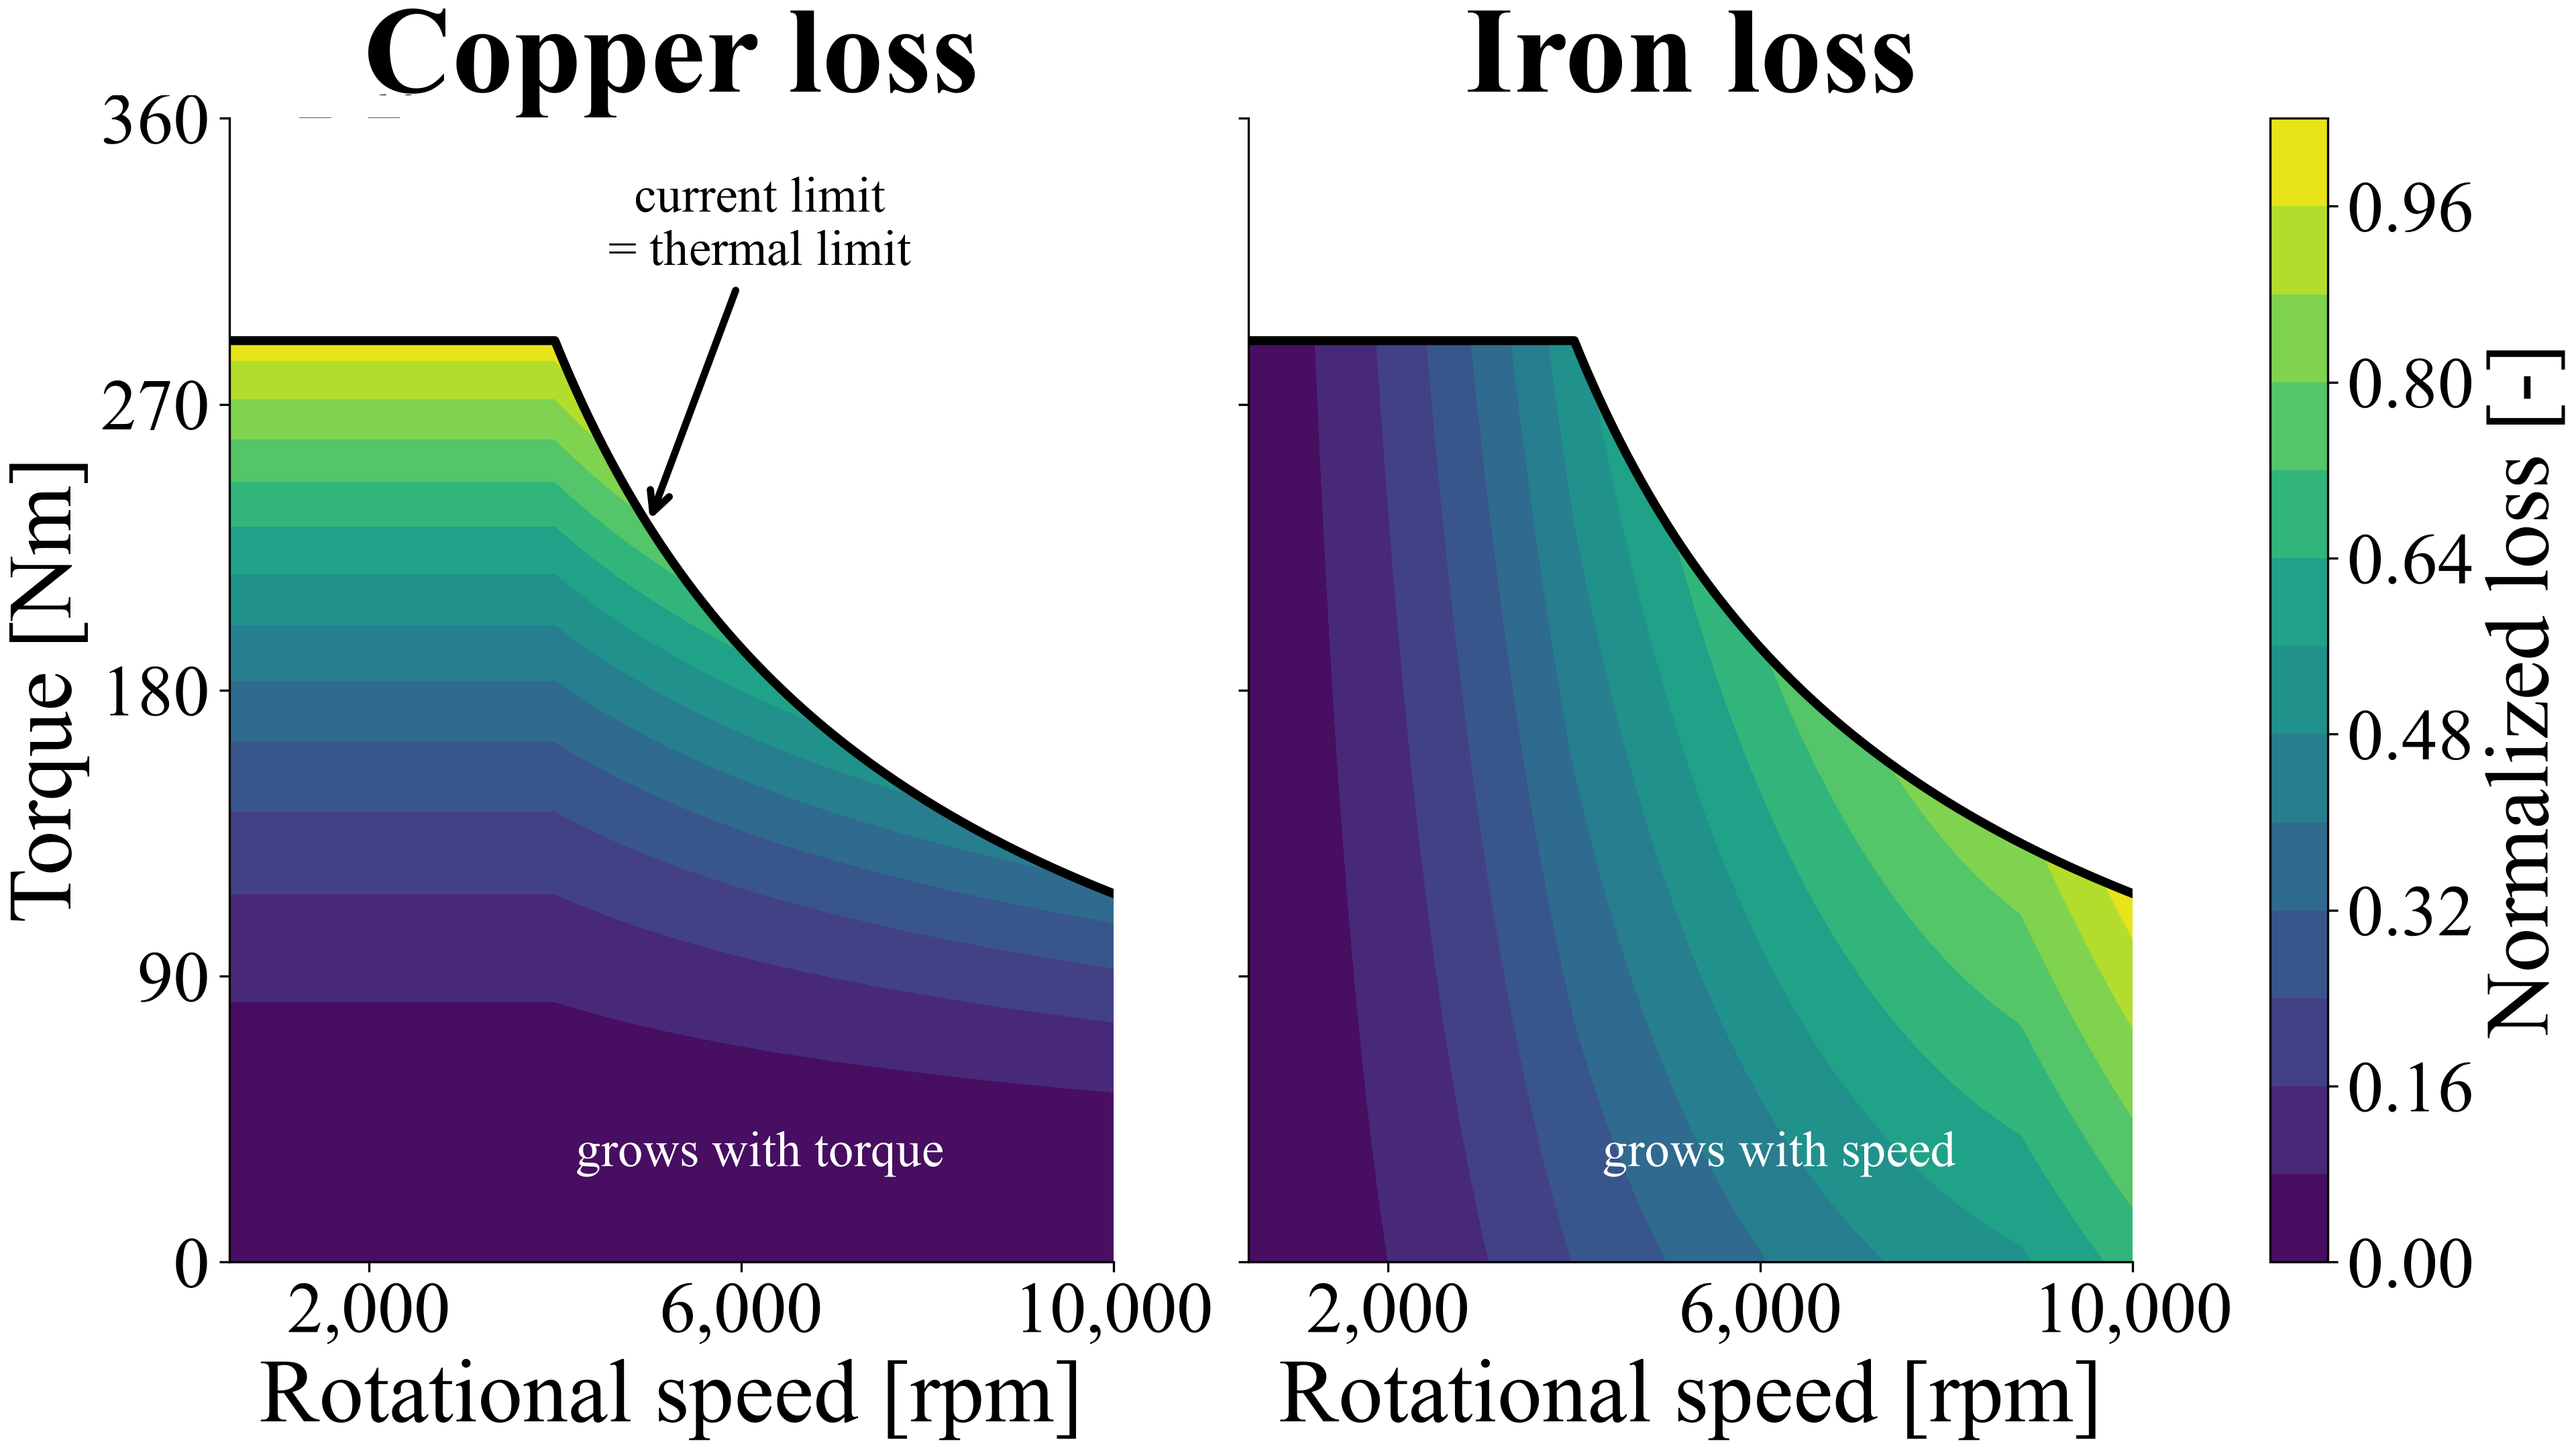 Copper loss
Iron loss
360
270
180
90
0
Torque [Nm]
current limit
= thermal limit
grows with torque
2,000
6,000
10,000
Rotational speed [rpm]
grows with speed
2,000
6,000
10,000
Rotational speed [rpm]
0.96
0.80
0.64
0.48
0.32
0.16
0.00
Normalized loss [-]